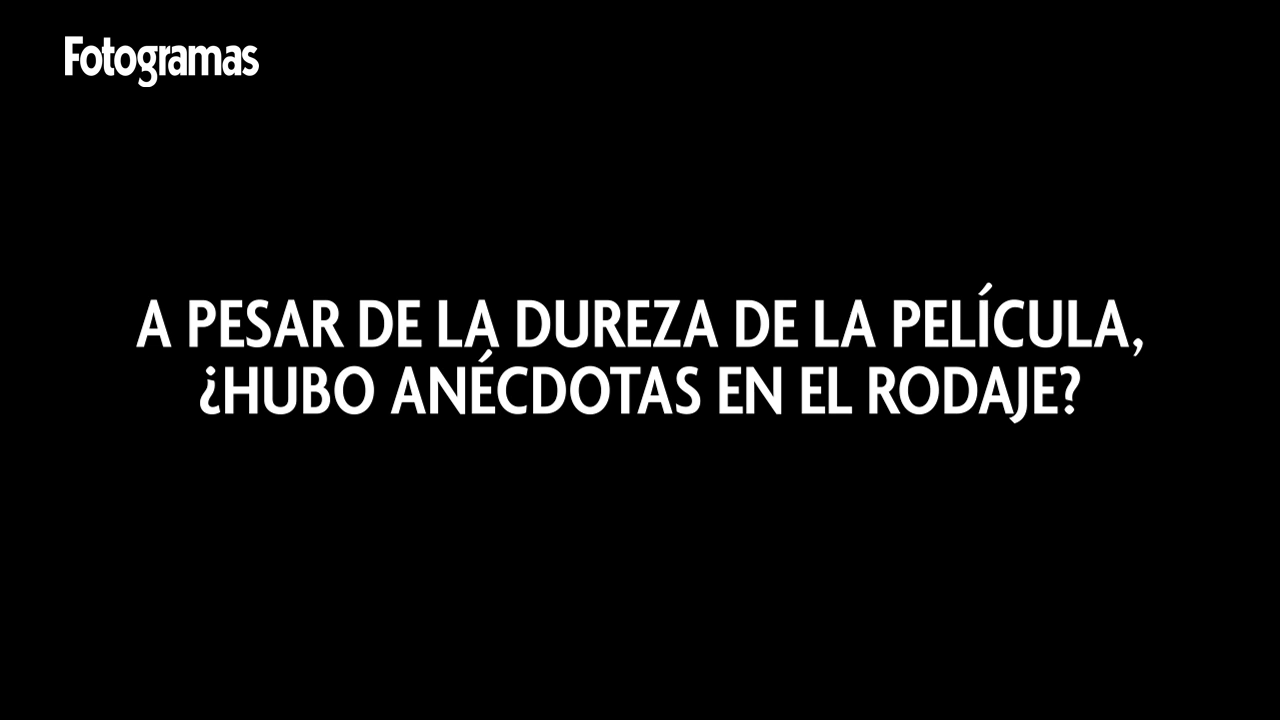 Fotogramas
A PESAR DE LA DUREZA DE LA PELÍCULA,
¿HUBO ANÉCDOTAS EN EL RODAJE?